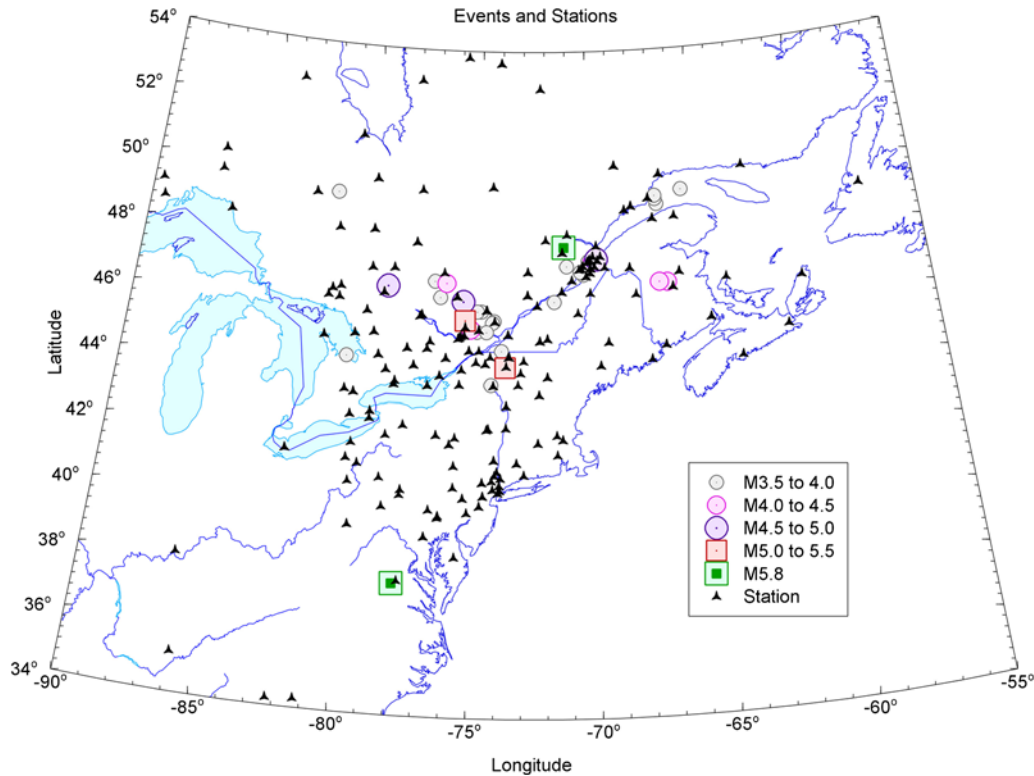 Events and Stations
54°
52°
50°
48°
46°
44°
42°
40°
38°
36°
34°
Latitude
M3.5 to 4.0
M4.0 to 4.5
M4.5 to 5.0
M5.0 to 5.5
M5.8
Station
-90°
-85°
-80°
-75°
-70°
-65°
-60°
-55°
Longitude